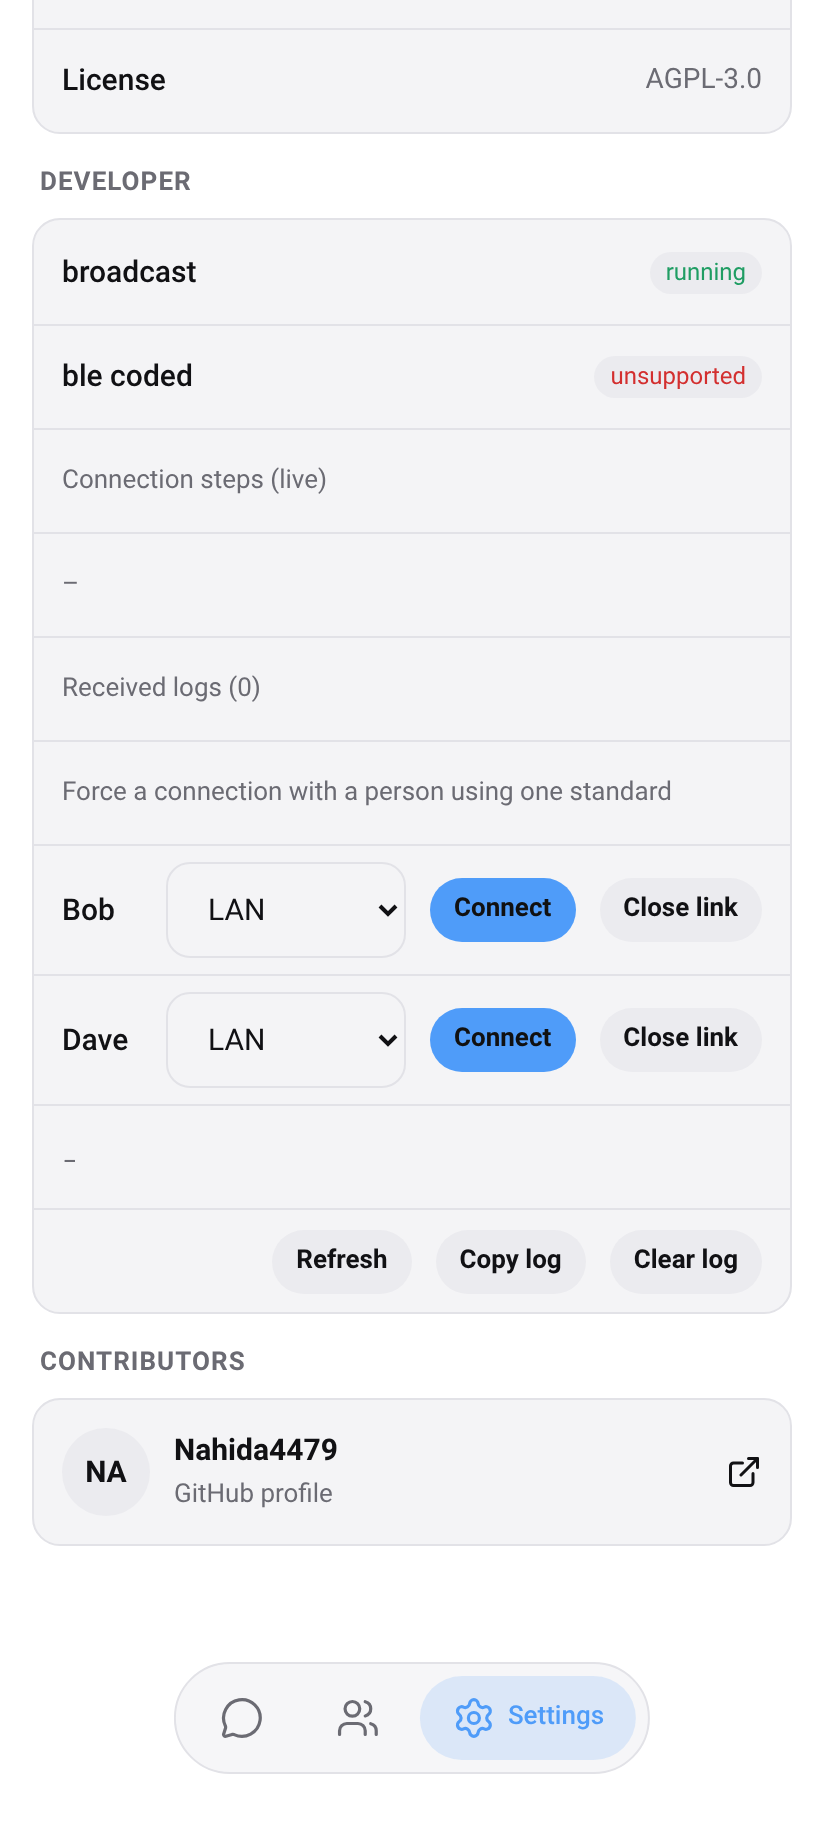 License
AGPL-3.0
DEVELOPER
broadcast
running
ble coded
unsupported
Connection steps (live)
–
Received logs (0)
Force a connection with a person using one standard
Bob
LAN
Connect
Close link
Dave
LAN
Connect
Close link
–
Refresh
Copy log
Clear log
CONTRIBUTORS
NA
Nahida4479
GitHub profile
Settings